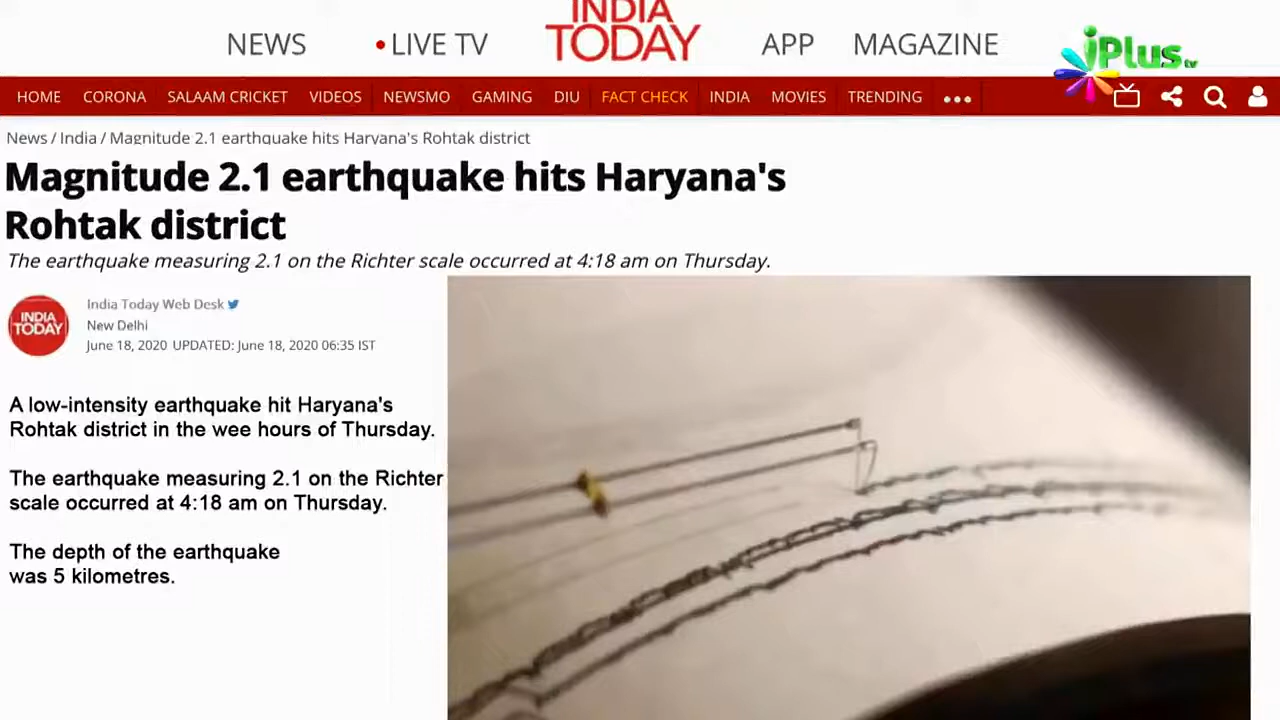 INDIA
TODAY
NEWS
LIVE TV
APP
MAGAZINE
iPlus tv
HOME CORONA SALAAM CRICKET VIDEOS NEWSMO GAMING DIU FACT CHECK INDIA MOVIES TRENDING
News / India / Magnitude 2.1 earthquake hits Haryana's Rohtak district
Magnitude 2.1 earthquake hits Haryana's
Rohtak district
The earthquake measuring 2.1 on the Richter scale occurred at 4:18 am on Thursday.
INDIA
TODAY
India Today Web Desk
New Delhi
June 18, 2020 UPDATED: June 18, 2020 06:35 IST
A low-intensity earthquake hit Haryana's
Rohtak district in the wee hours of Thursday.
The earthquake measuring 2.1 on the Richter
scale occurred at 4:18 am on Thursday.
The depth of the earthquake
was 5 kilometres.